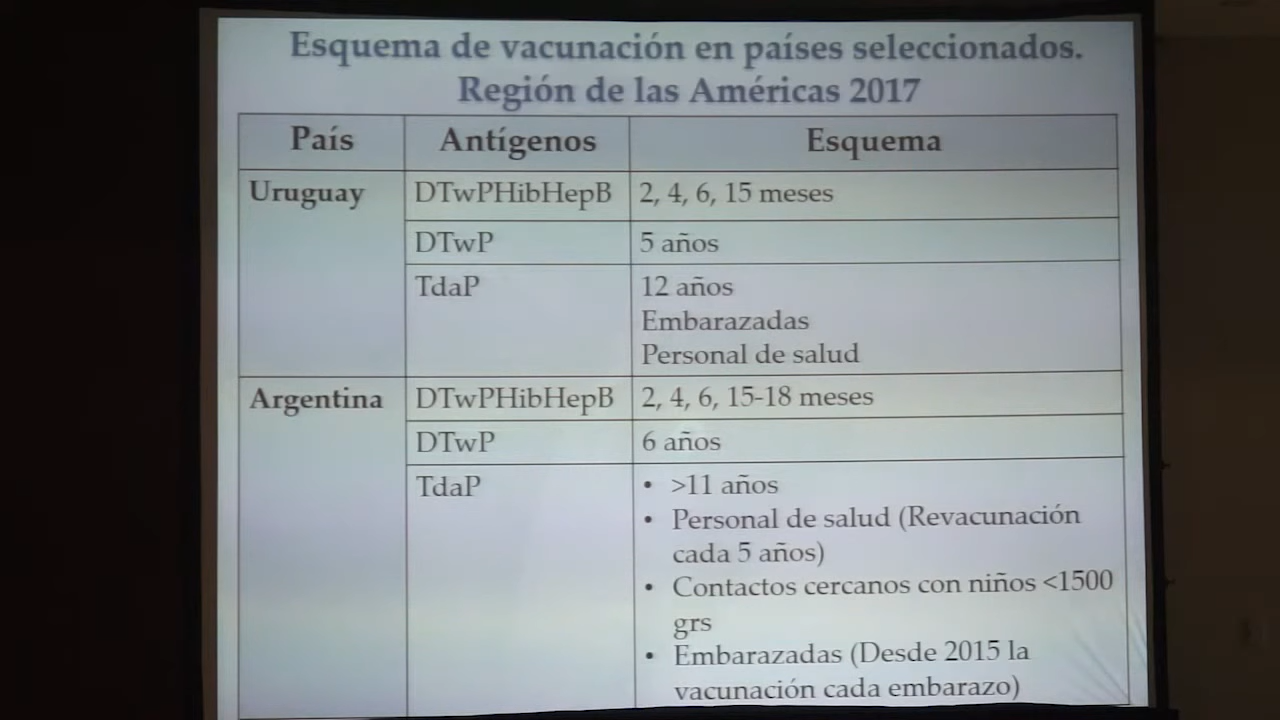 Esquema de vacunación en países seleccionados.
Región de las Américas 2017
País Antígenos Esquema
Uruguay DTwPHibHepB 2, 4, 6, 15 meses
DTwP 5 años
TdaP 12 años
Embarazadas
Personal de salud
Argentina DTwPHibHepB 2, 4, 6, 15-18 meses
DTwP 6 años
TdaP • >11 años
• Personal de salud (Revacunación
cada 5 años)
• Contactos cercanos con niños <1500
grs
• Embarazadas (Desde 2015 la
vacunación cada embarazo)